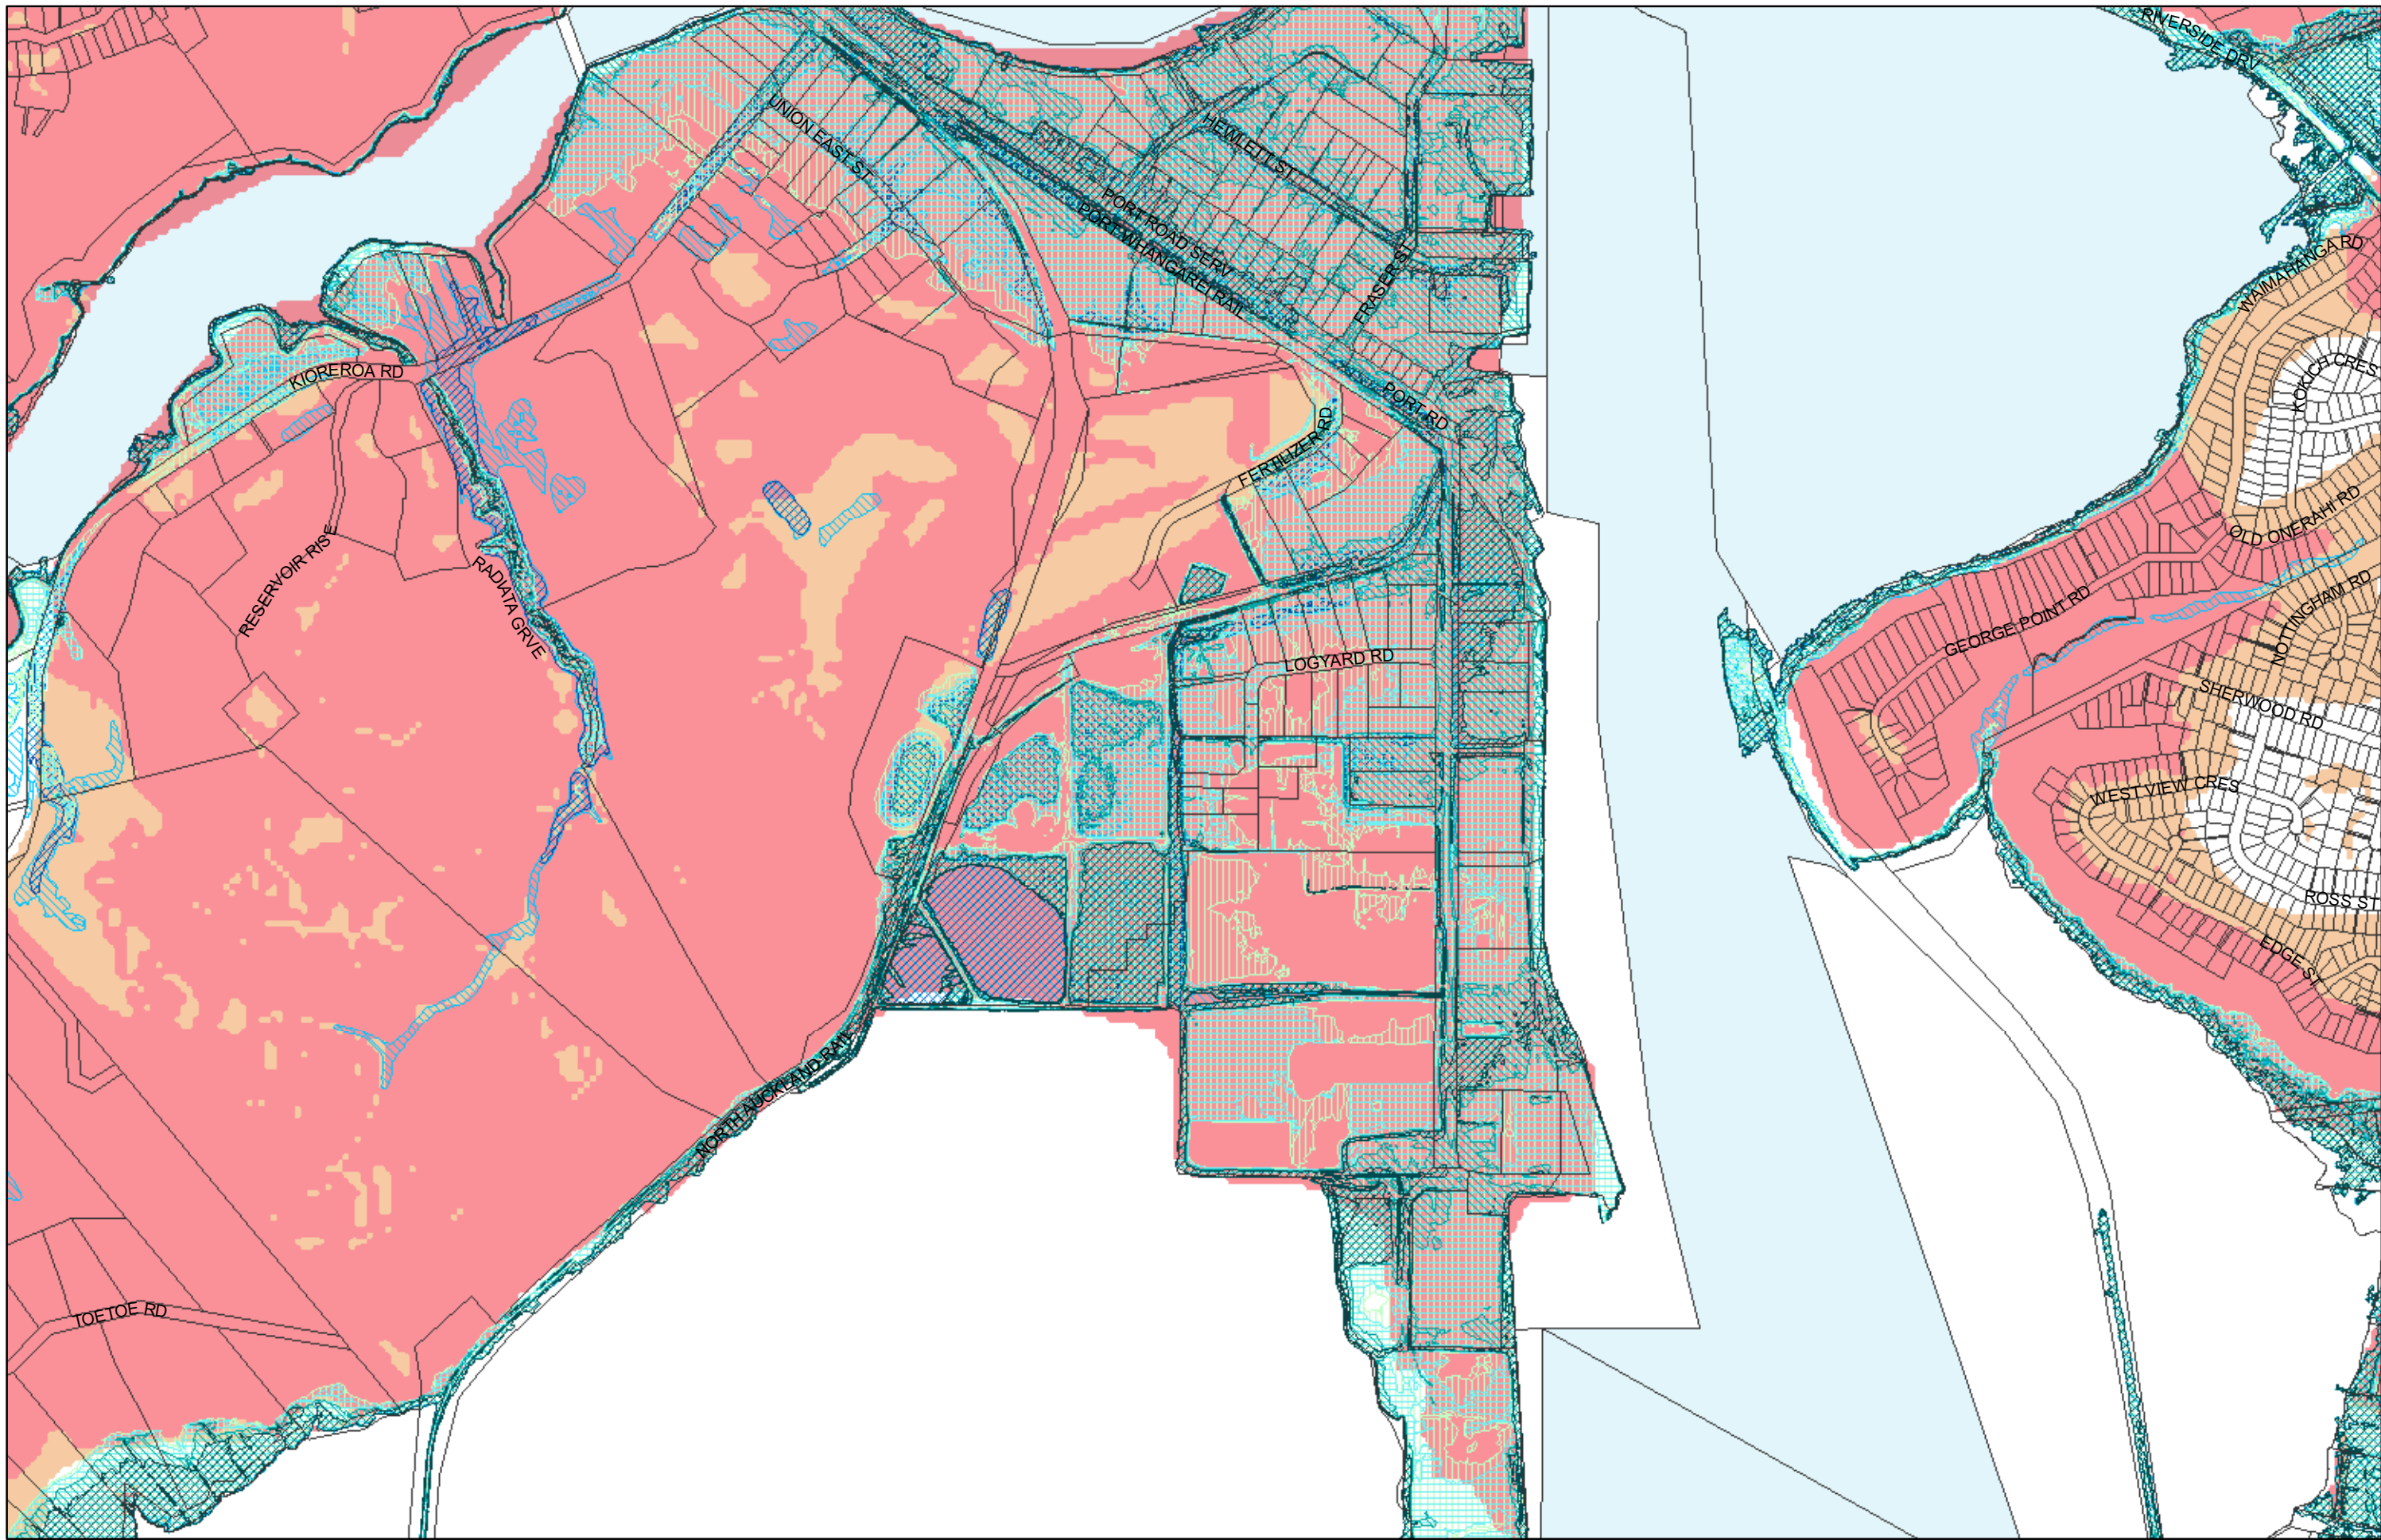 RIVERSIDE DRV
UNION EAST ST
HEWLETT ST
PORT ROAD SERV
PORT WHANGAREI RAIL
FRASER ST
WAIMAHANGA RD
KOKICH CRES
KIOREROA RD
PORT RD
FERTILIZER RD
OLD ONERAHI RD
RESERVOIR RISE
RADIATA GRVE
GEORGE POINT RD
NOTTINGHAM RD
LOGYARD RD
SHERWOOD RD
WEST VIEW CRES
ROSS ST
EDGE ST
NORTH AUCKLAND RAIL
TOETOE RD